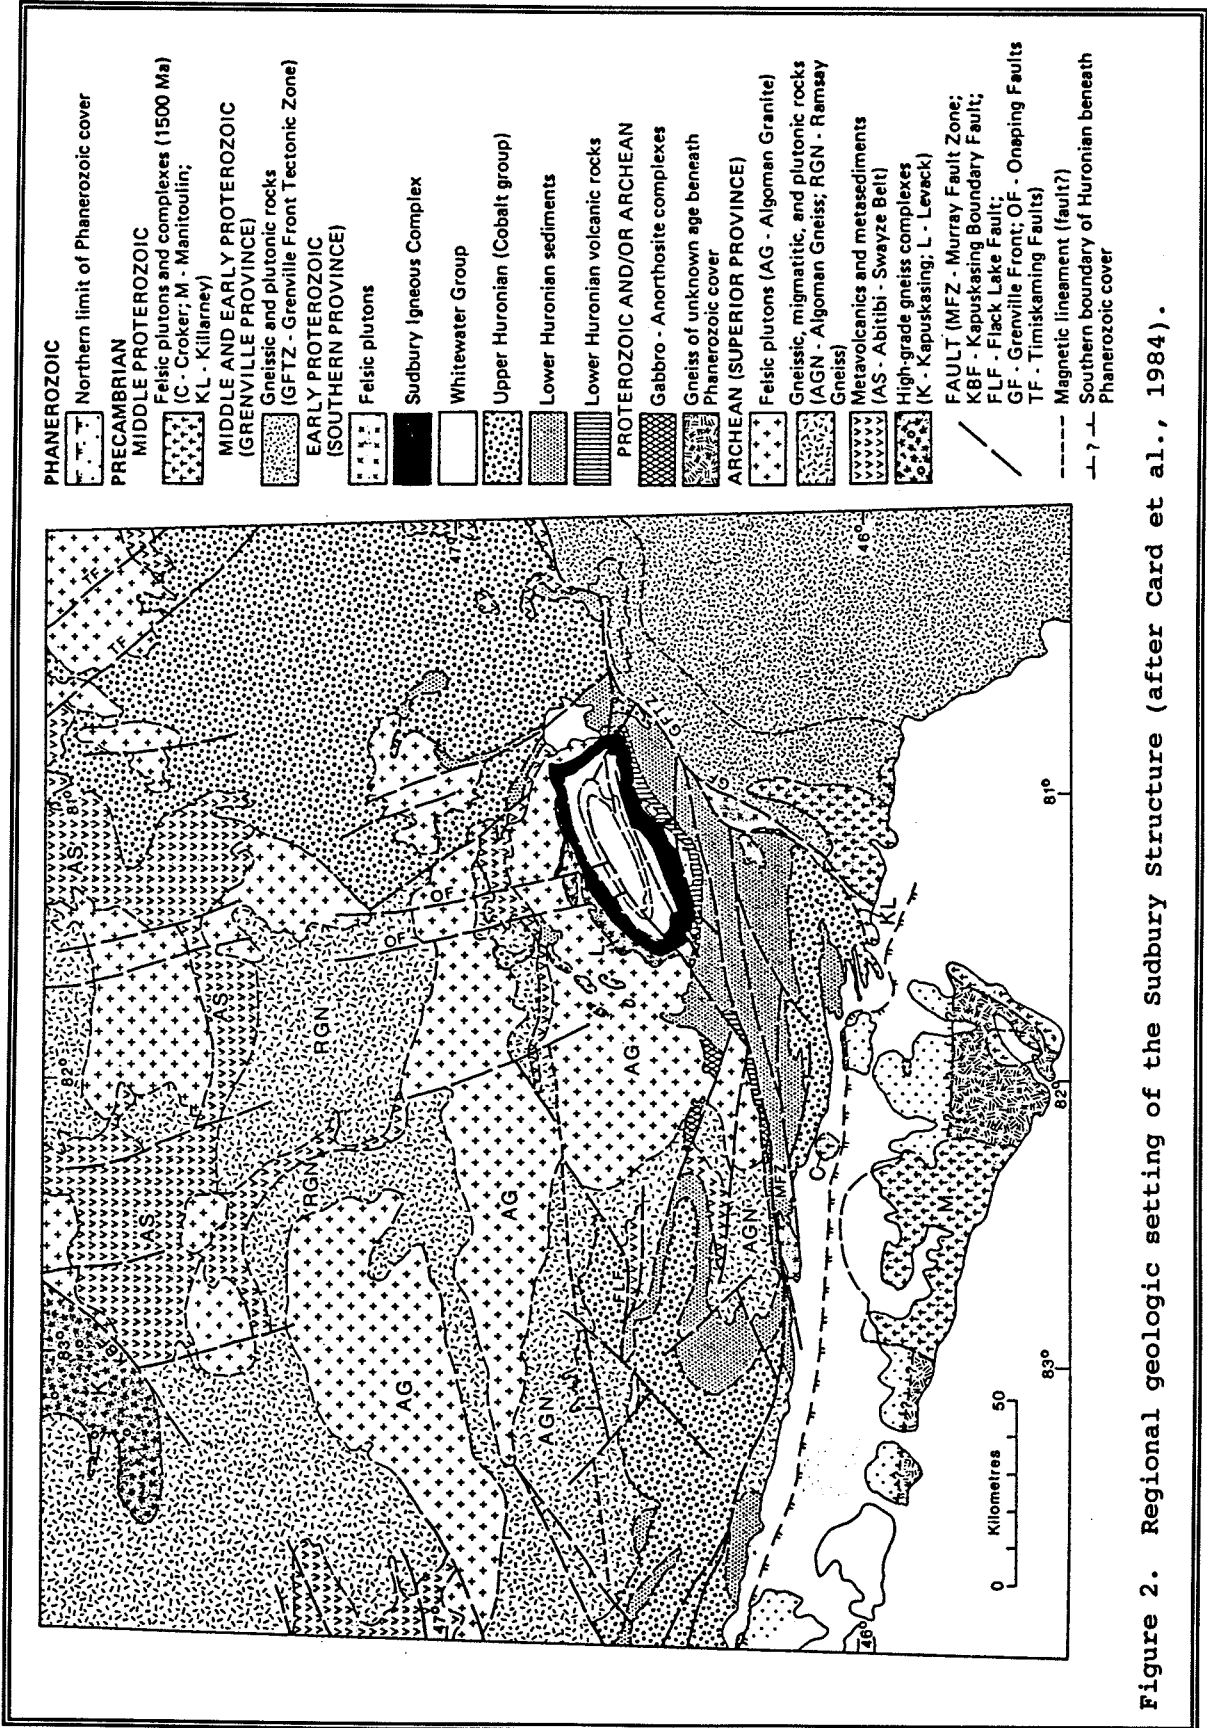 PHANEROZOIC
Northern limit of Phanerozoic cover
PRECAMBRIAN
MIDDLE PROTEROZOIC
Felsic plutons and complexes (1500 Ma)
(C - Croker; M - Manitoulin;
KL - Killarney)
MIDDLE AND EARLY PROTEROZOIC
(GRENVILLE PROVINCE)
Gneissic and plutonic rocks
(GFTZ - Grenville Front Tectonic Zone)
EARLY PROTEROZOIC
(SOUTHERN PROVINCE)
Felsic plutons
Sudbury Igneous Complex
Whitewater Group
Upper Huronian (Cobalt group)
Lower Huronian sediments
Lower Huronian volcanic rocks
PROTEROZOIC AND/OR ARCHEAN
Gabbro - Anorthosite complexes
Gneiss of unknown age beneath
Phanerozoic cover
ARCHEAN (SUPERIOR PROVINCE)
Felsic plutons (AG - Algoman Granite)
Gneissic, migmatitic, and plutonic rocks
(AGN - Algoman Gneiss; RGN - Ramsay
Gneiss)
Metavolcanics and metasediments
(AS - Abitibi - Swayze Belt)
High-grade gneiss complexes
(K - Kapuskasing; L - Levack)
FAULT (MFZ - Murray Fault Zone;
KBF - Kapuskasing Boundary Fault;
FLF - Flack Lake Fault;
GF - Grenville Front; OF - Onaping Faults
TF - Timiskaming Faults)
Magnetic lineament (fault?)
Southern boundary of Huronian beneath
Phanerozoic cover
?
83°
82°
81°
TF
TF
K
AS
AS
AS
AS
RGN
RGN
OF
OF
47°
47°
AG
AG
AG
L
AGN
AGN
FLF
MFZ
GFTZ
C
KL
M
46°
46°
83°
82°
81°
Kilometres
0
50
Figure 2. Regional geologic setting of the Sudbury Structure (after Card et al., 1984).